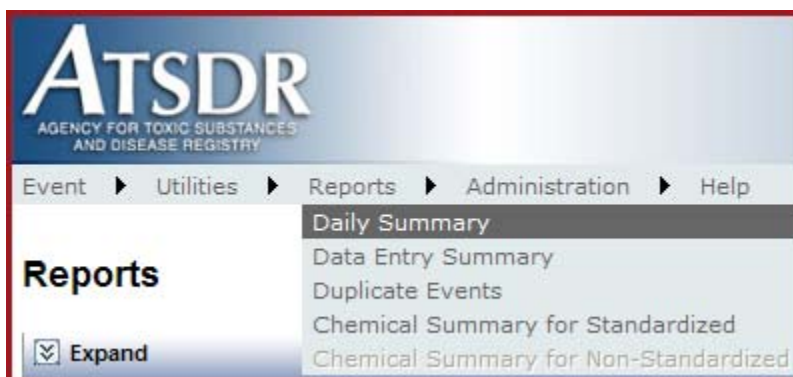 ATSDR
AGENCY FOR TOXIC SUBSTANCES
AND DISEASE REGISTRY
Event Utilities Reports Administration Help
Daily Summary
Data Entry Summary
Duplicate Events
Chemical Summary for Standardized
Chemical Summary for Non-Standardized
Reports
Expand